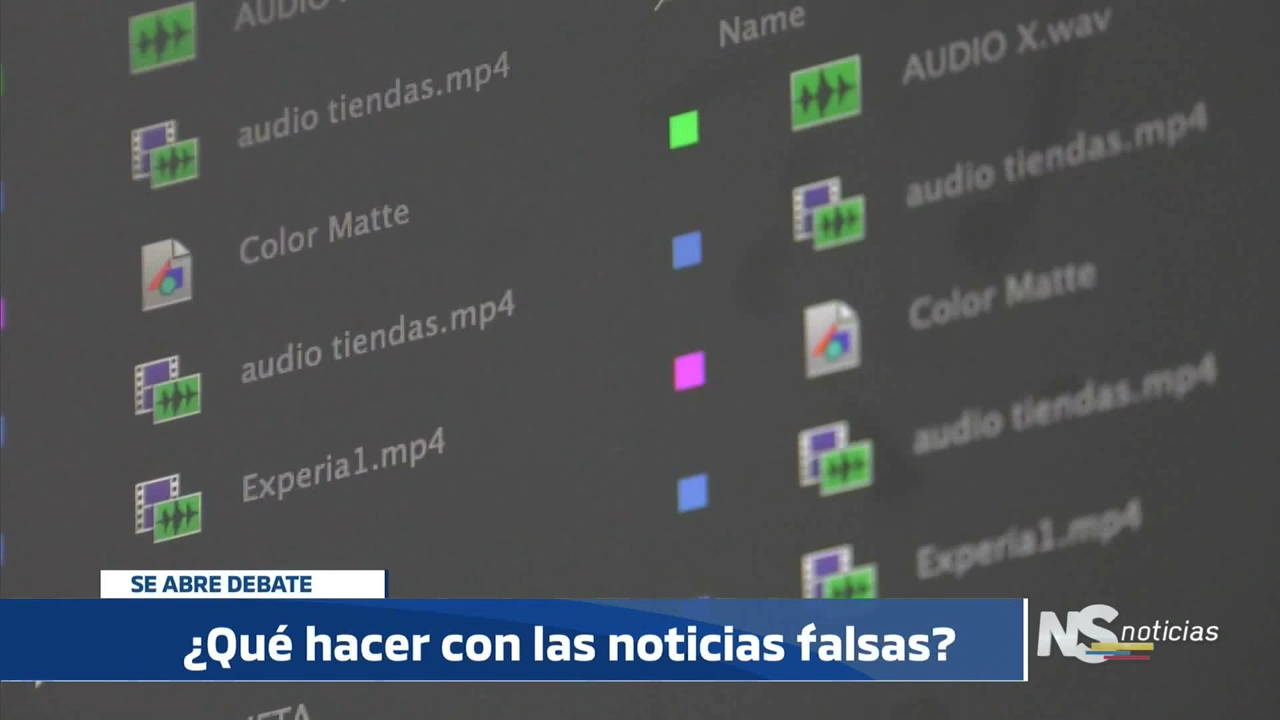 AUDIO
audio tiendas.mp4
Color Matte
audio tiendas.mp4
Experia1.mp4
Name
AUDIO X.wav
audio tiendas.mp4
Color Matte
audio tiendas.mp4
Experia1.mp4
SE ABRE DEBATE
¿Qué hacer con las noticias falsas?
NS noticias